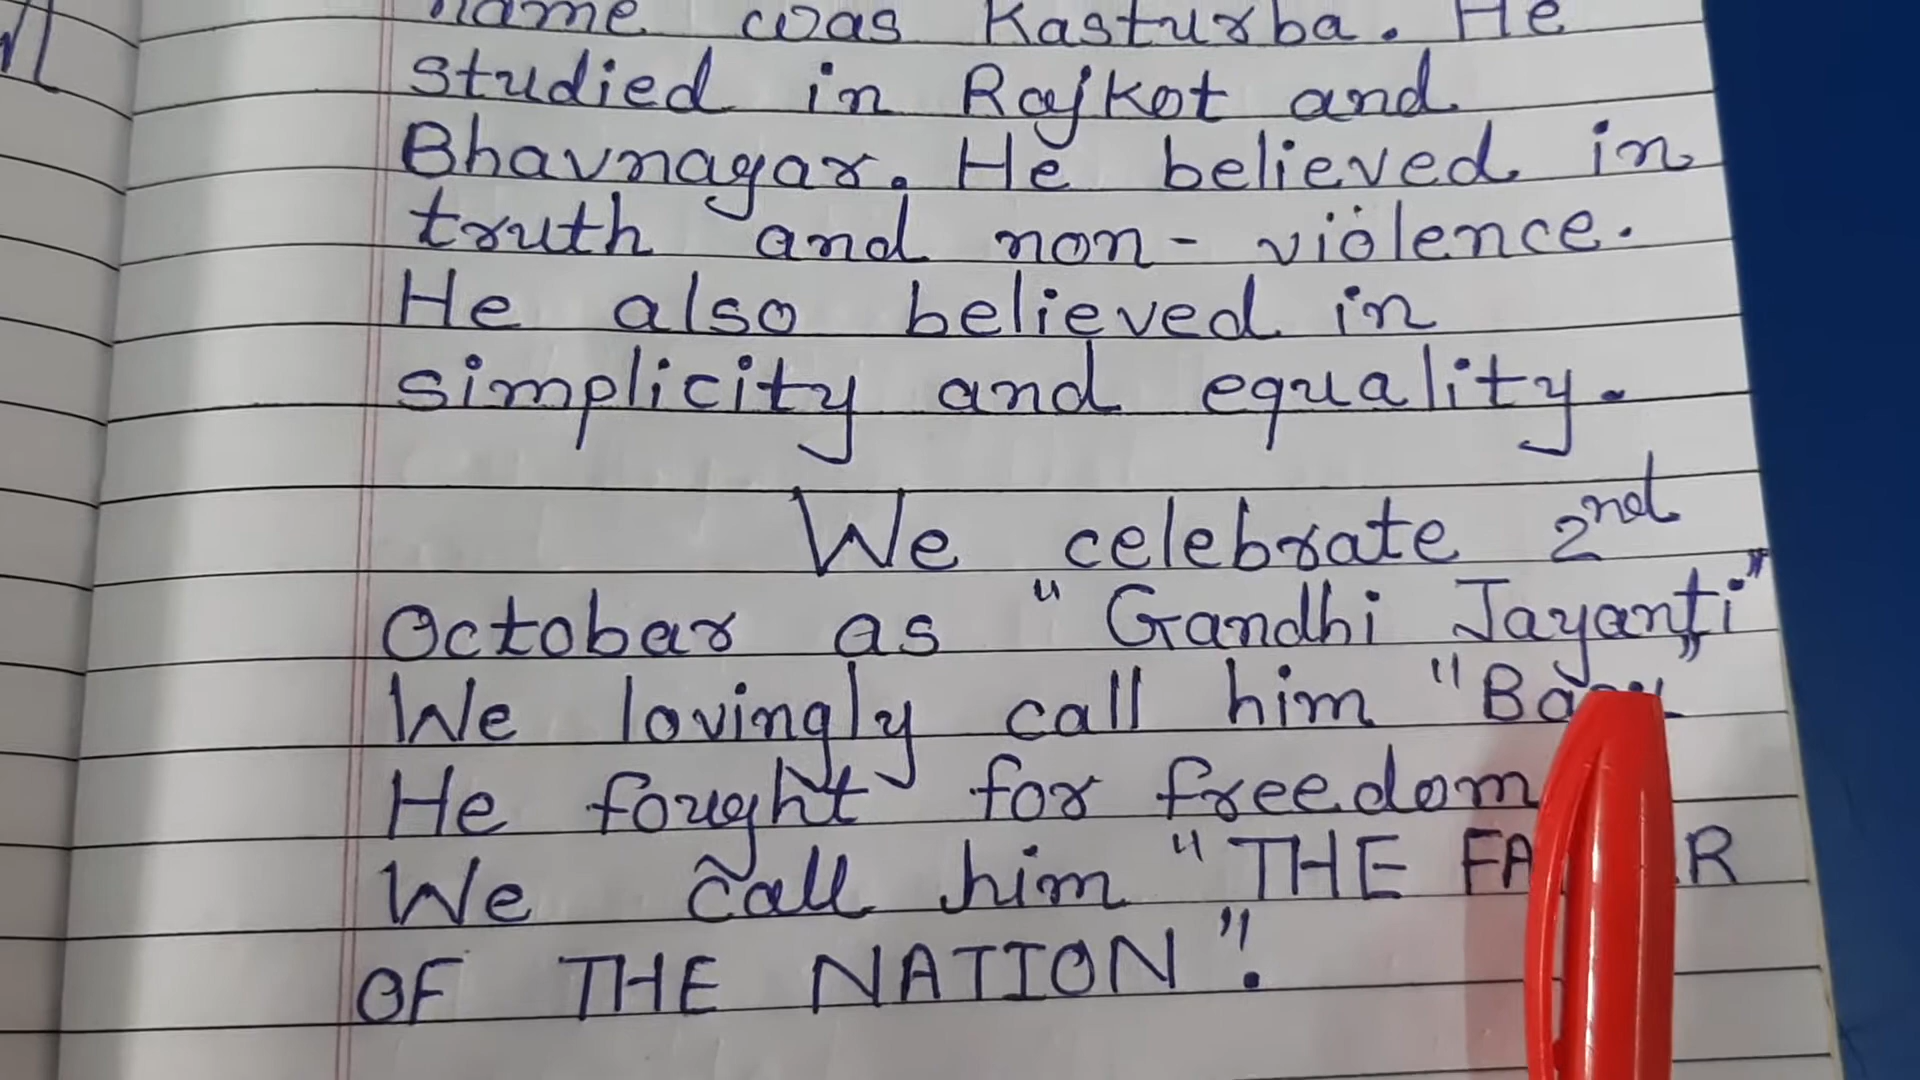 name was Kasturba. He
studied in Rajkot and
Bhavnagar. He believed in
truth and non-violence.
He also believed in
simplicity and equality.
We celebrate 2nd
Octobar as "Gandhi Jayanti"
We lovingly call him
He fought for freedom
We call him "THE
OF THE NATION".